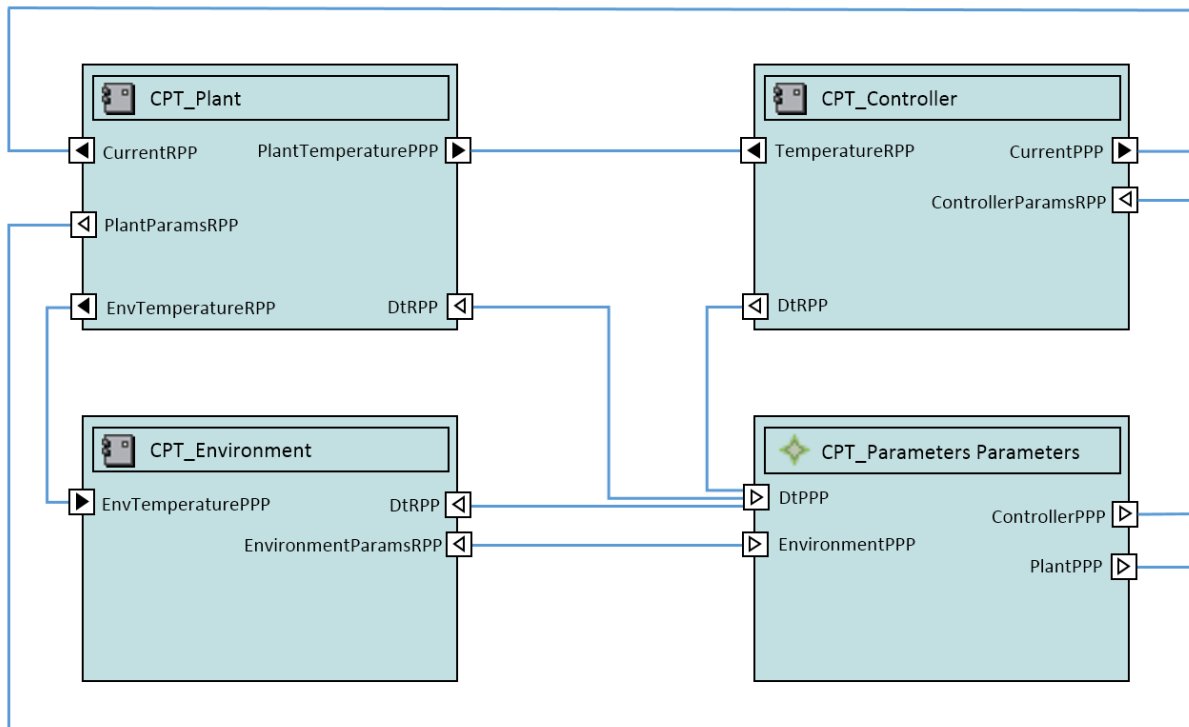 CPT_Plant
CurrentRPP
PlantTemperaturePPP
PlantParamsRPP
EnvTemperatureRPP
DtRPP
CPT_Controller
TemperatureRPP
CurrentPPP
ControllerParamsRPP
DtRPP
CPT_Environment
EnvTemperaturePPP
DtRPP
EnvironmentParamsRPP
CPT_Parameters Parameters
DtPPP
ControllerPPP
EnvironmentPPP
PlantPPP